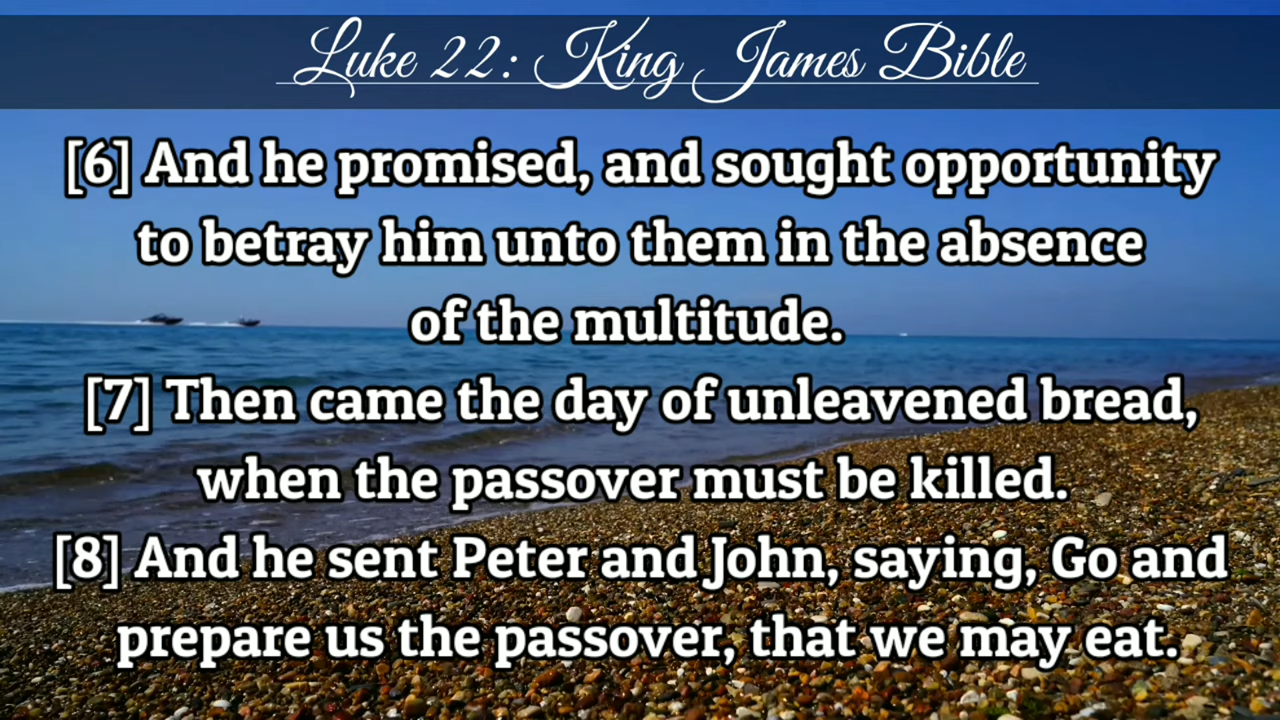 Luke 22: King James Bible
[6] And he promised, and sought opportunity
to betray him unto them in the absence
of the multitude.
[7] Then came the day of unleavened bread,
when the passover must be killed.
[8] And he sent Peter and John, saying, Go and
prepare us the passover, that we may eat.